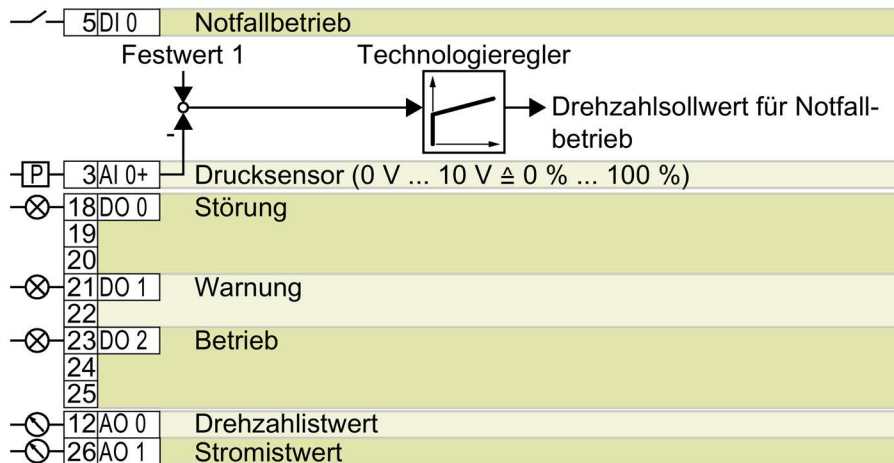 5 DI 0 Notfallbetrieb
Festwert 1 Technologieregler
Drehzahlsollwert für Notfall-
betrieb
-
P 3 AI 0+ Drucksensor (0 V ... 10 V ≙ 0 % ... 100 %)
18 DO 0 Störung
19
20
21 DO 1 Warnung
22
23 DO 2 Betrieb
24
25
12 AO 0 Drehzahlistwert
26 AO 1 Stromistwert